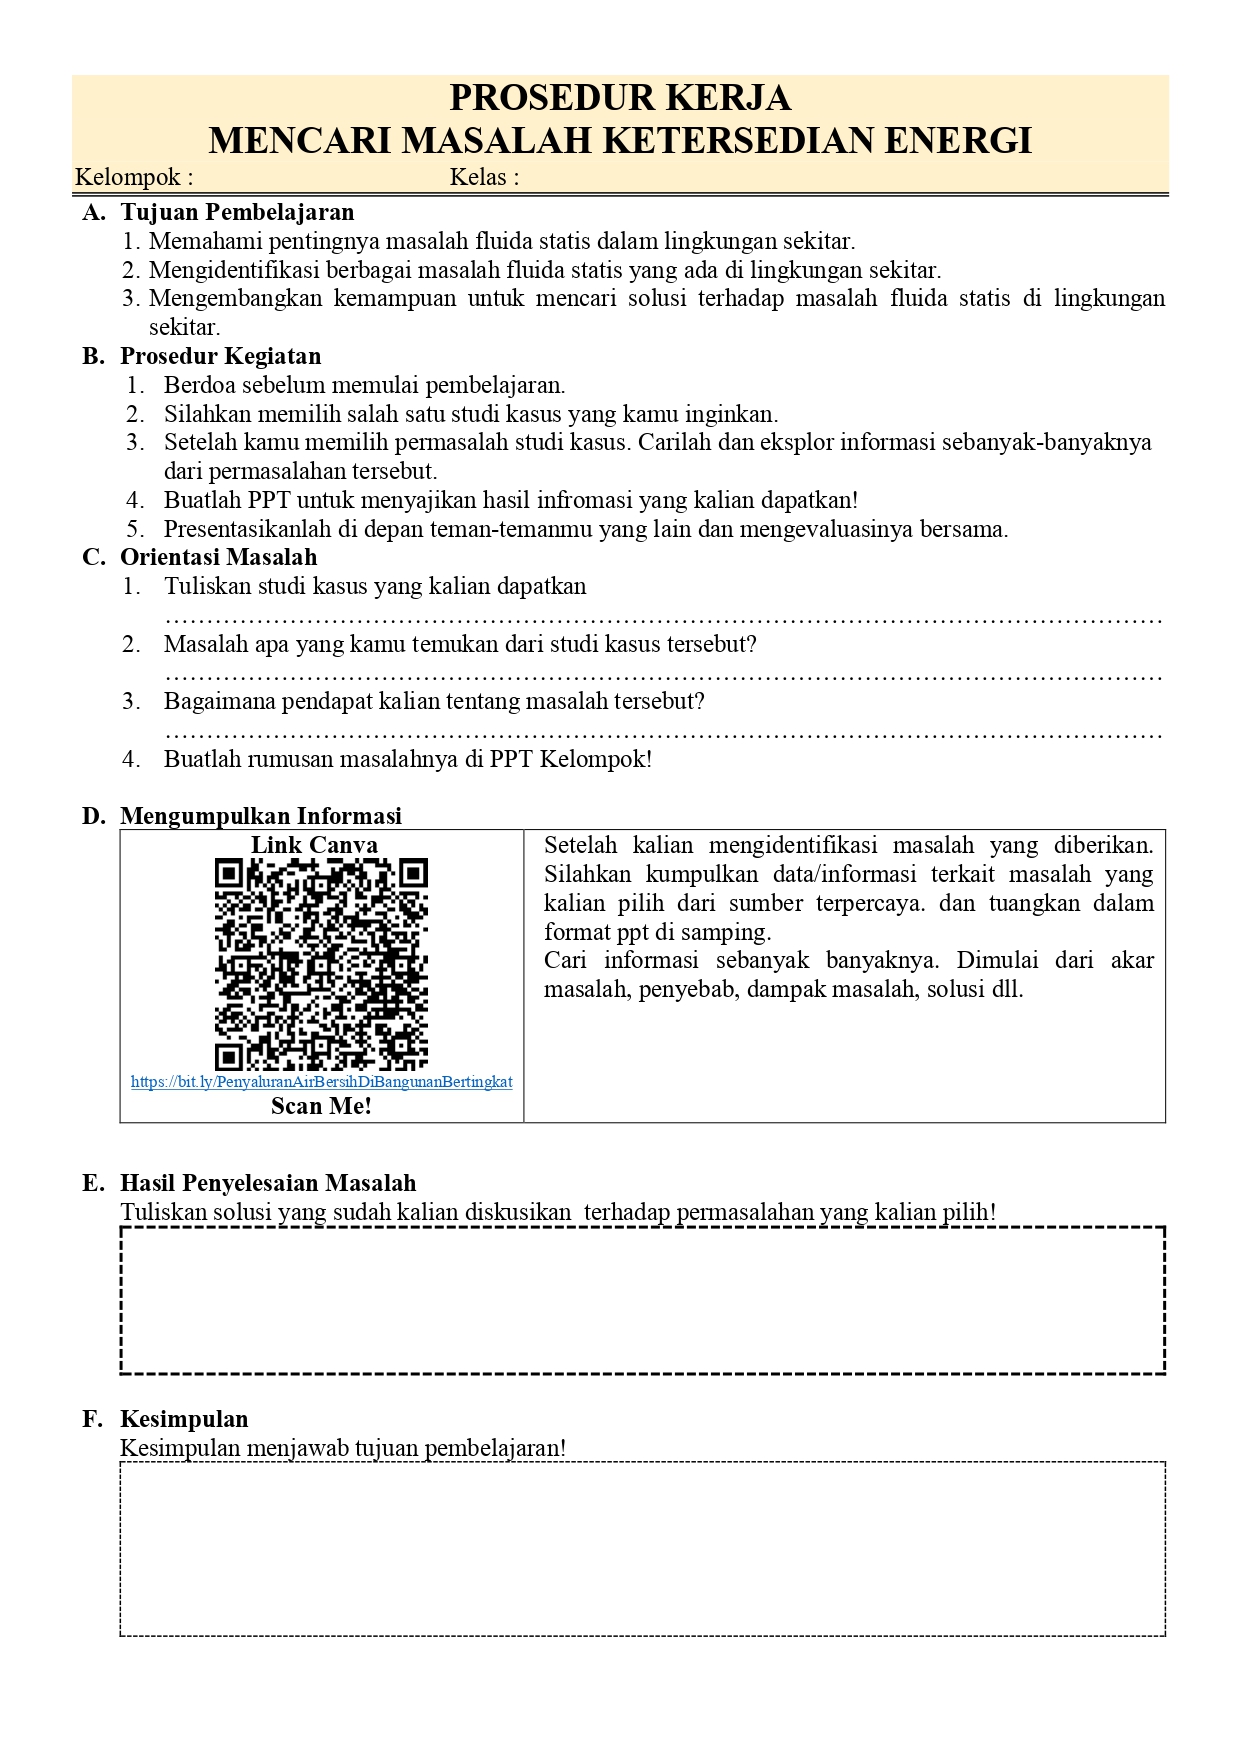 PROSEDUR KERJA
MENCARI MASALAH KETERSEDIAN ENERGI
Kelompok : Kelas :
A. Tujuan Pembelajaran
1. Memahami pentingnya masalah fluida statis dalam lingkungan sekitar.
2. Mengidentifikasi berbagai masalah fluida statis yang ada di lingkungan sekitar.
3. Mengembangkan kemampuan untuk mencari solusi terhadap masalah fluida statis di lingkungan
sekitar.
B. Prosedur Kegiatan
1. Berdoa sebelum memulai pembelajaran.
2. Silahkan memilih salah satu studi kasus yang kamu inginkan.
3. Setelah kamu memilih permasalah studi kasus. Carilah dan eksplor informasi sebanyak-banyaknya
dari permasalahan tersebut.
4. Buatlah PPT untuk menyajikan hasil infromasi yang kalian dapatkan!
5. Presentasikanlah di depan teman-temanmu yang lain dan mengevaluasinya bersama.
C. Orientasi Masalah
1. Tuliskan studi kasus yang kalian dapatkan
……………………………………………………………………………………………………………
2. Masalah apa yang kamu temukan dari studi kasus tersebut?
……………………………………………………………………………………………………………
3. Bagaimana pendapat kalian tentang masalah tersebut?
……………………………………………………………………………………………………………
4. Buatlah rumusan masalahnya di PPT Kelompok!
D. Mengumpulkan Informasi
Link Canva
https://bit.ly/PenyaluranAirBersihDiBangunanBertingkat
Scan Me!
Setelah kalian mengidentifikasi masalah yang diberikan.
Silahkan kumpulkan data/informasi terkait masalah yang
kalian pilih dari sumber terpercaya. dan tuangkan dalam
format ppt di samping.
Cari informasi sebanyak banyaknya. Dimulai dari akar
masalah, penyebab, dampak masalah, solusi dll.
E. Hasil Penyelesaian Masalah
Tuliskan solusi yang sudah kalian diskusikan terhadap permasalahan yang kalian pilih!
F. Kesimpulan
Kesimpulan menjawab tujuan pembelajaran!